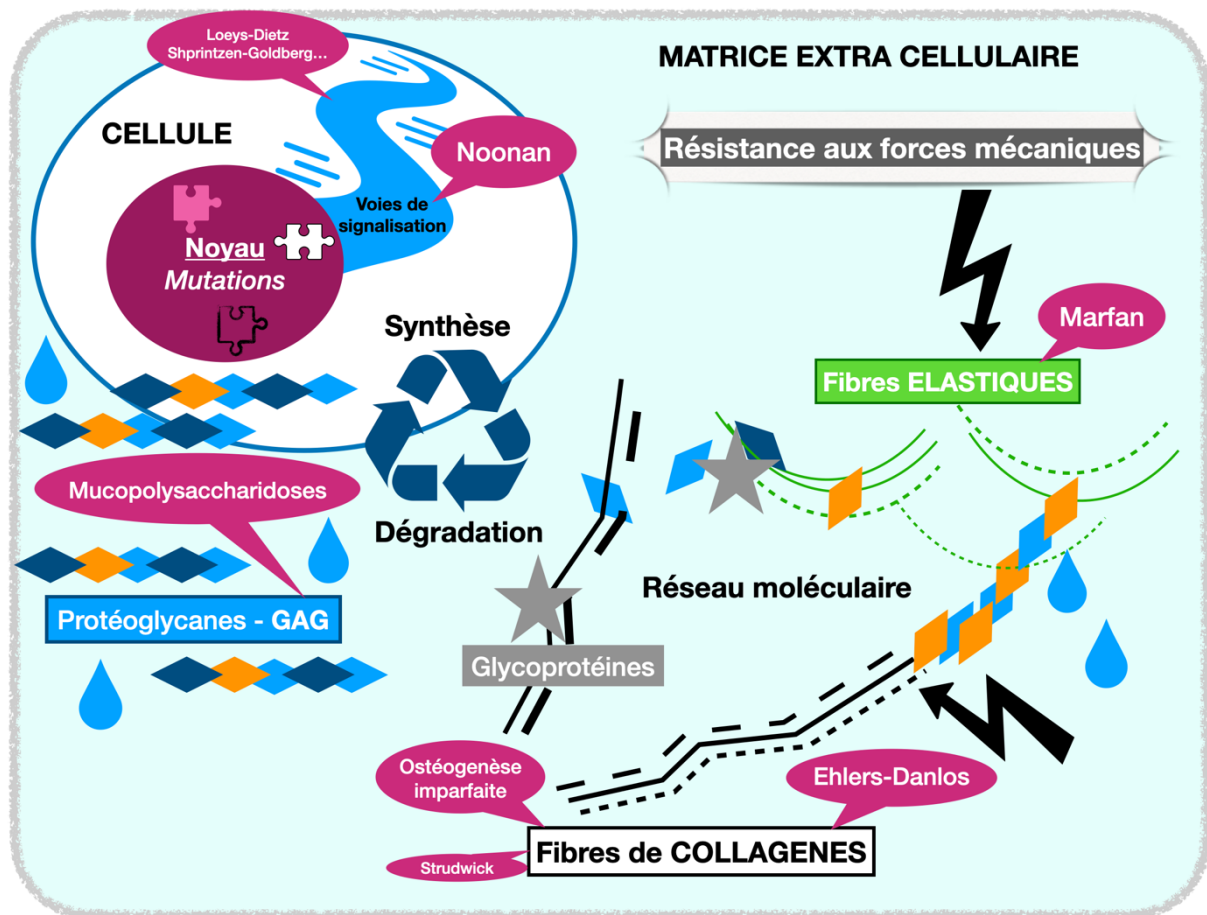 Loeys-Dietz
Shprintzen-Goldberg...
MATRICE EXTRA CELLULAIRE
CELLULE
Noonan
Résistance aux forces mécaniques
Voies de
signalisation
Noyau
Mutations
Synthèse
Marfan
Fibres ELASTIQUES
Mucopolysaccharidoses
Dégradation
Réseau moléculaire
Protéoglycanes - GAG
Glycoprotéines
Ostéogenèse
imparfaite
Ehlers-Danlos
Fibres de COLLAGENES
Strudwick